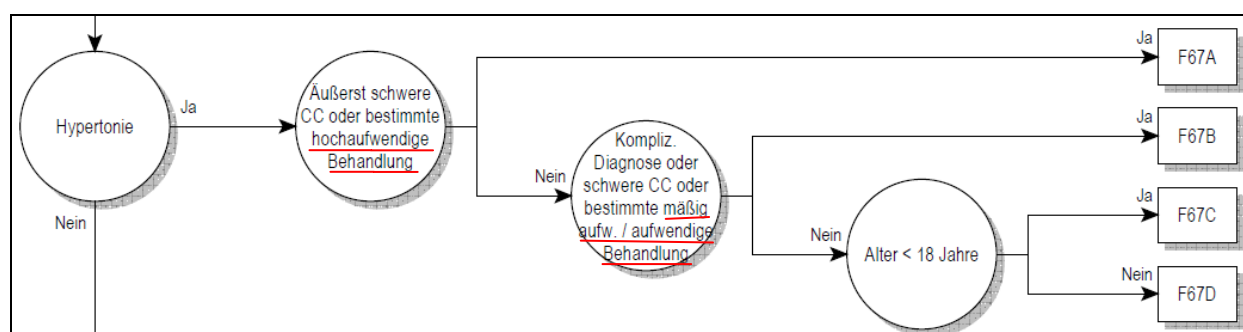 Hypertonie
Ja
Nein
Äußerst schwere
CC oder bestimmte
hochaufwendige
Behandlung
Nein
Kompliz.
Diagnose oder
schwere CC oder
bestimmte mäßig
aufw. / aufwendige
Behandlung
Nein
Alter < 18 Jahre
Ja
F67A
Ja
F67B
Ja
F67C
Nein
F67D